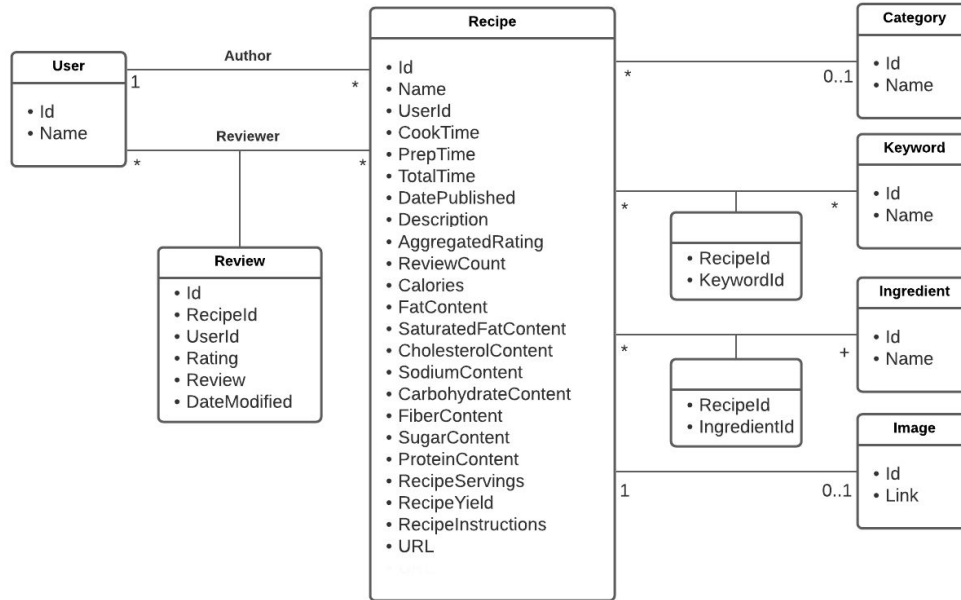 User
• Id
• Name
Author
1
*
Reviewer
*
*
Review
• Id
• RecipeId
• UserId
• Rating
• Review
• DateModified
Recipe
• Id
• Name
• UserId
• CookTime
• PrepTime
• TotalTime
• DatePublished
• Description
• AggregatedRating
• ReviewCount
• Calories
• FatContent
• SaturatedFatContent
• CholesterolContent
• SodiumContent
• CarbohydrateContent
• FiberContent
• SugarContent
• ProteinContent
• RecipeServings
• RecipeYield
• RecipeInstructions
• URL
*
0..1
Category
• Id
• Name
*
*
• RecipeId
• KeywordId
Keyword
• Id
• Name
*
+
• RecipeId
• IngredientId
Ingredient
• Id
• Name
1
0..1
Image
• Id
• Link